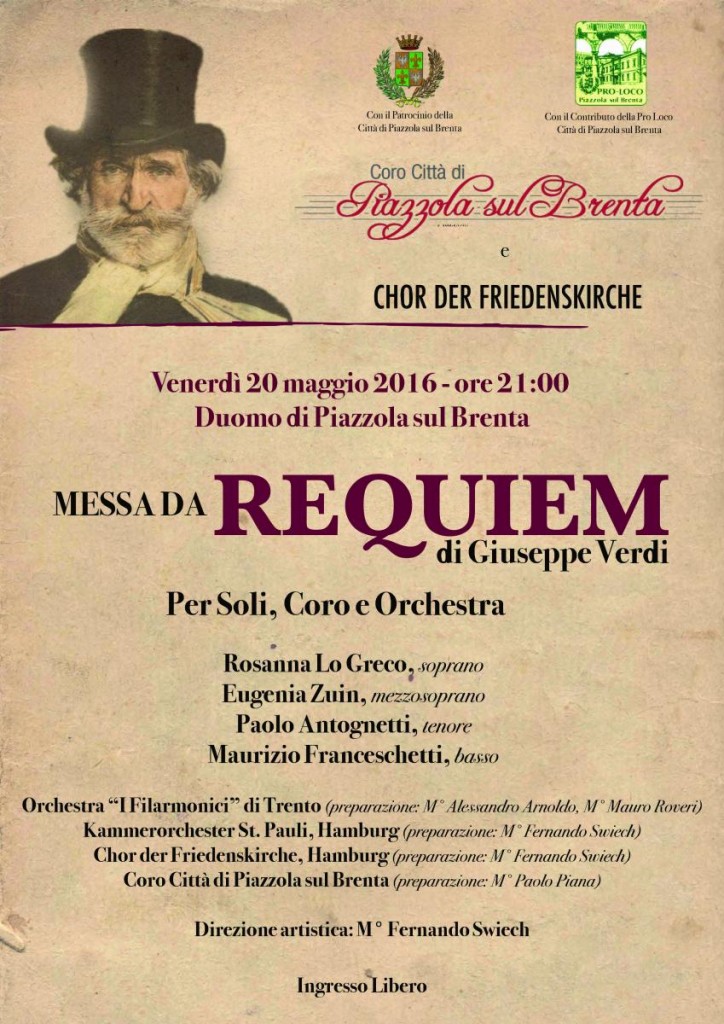 Con il Patrocinio della
Città di Piazzola sul Brenta
PRO-LOCO
Piazzola sul Brenta
Con il Contributo della Pro Loco
Città di Piazzola sul Brenta
Coro Città di
Piazzola sul Brenta
e
CHOR DER FRIEDENSKIRCHE
Venerdì 20 maggio 2016 - ore 21:00
Duomo di Piazzola sul Brenta
MESSA DA REQUIEM
di Giuseppe Verdi
Per Soli, Coro e Orchestra
Rosanna Lo Greco, soprano
Eugenia Zuin, mezzosoprano
Paolo Antognetti, tenore
Maurizio Franceschetti, basso
Orchestra “I Filarmonici” di Trento (preparazione: M° Alessandro Arnoldo, M° Mauro Roveri)
Kammerorchester St. Pauli, Hamburg (preparazione: M° Fernando Swiech)
Chor der Friedenskirche, Hamburg (preparazione: M° Fernando Swiech)
Coro Città di Piazzola sul Brenta (preparazione: M° Paolo Piana)
Direzione artistica: M° Fernando Swiech
Ingresso Libero